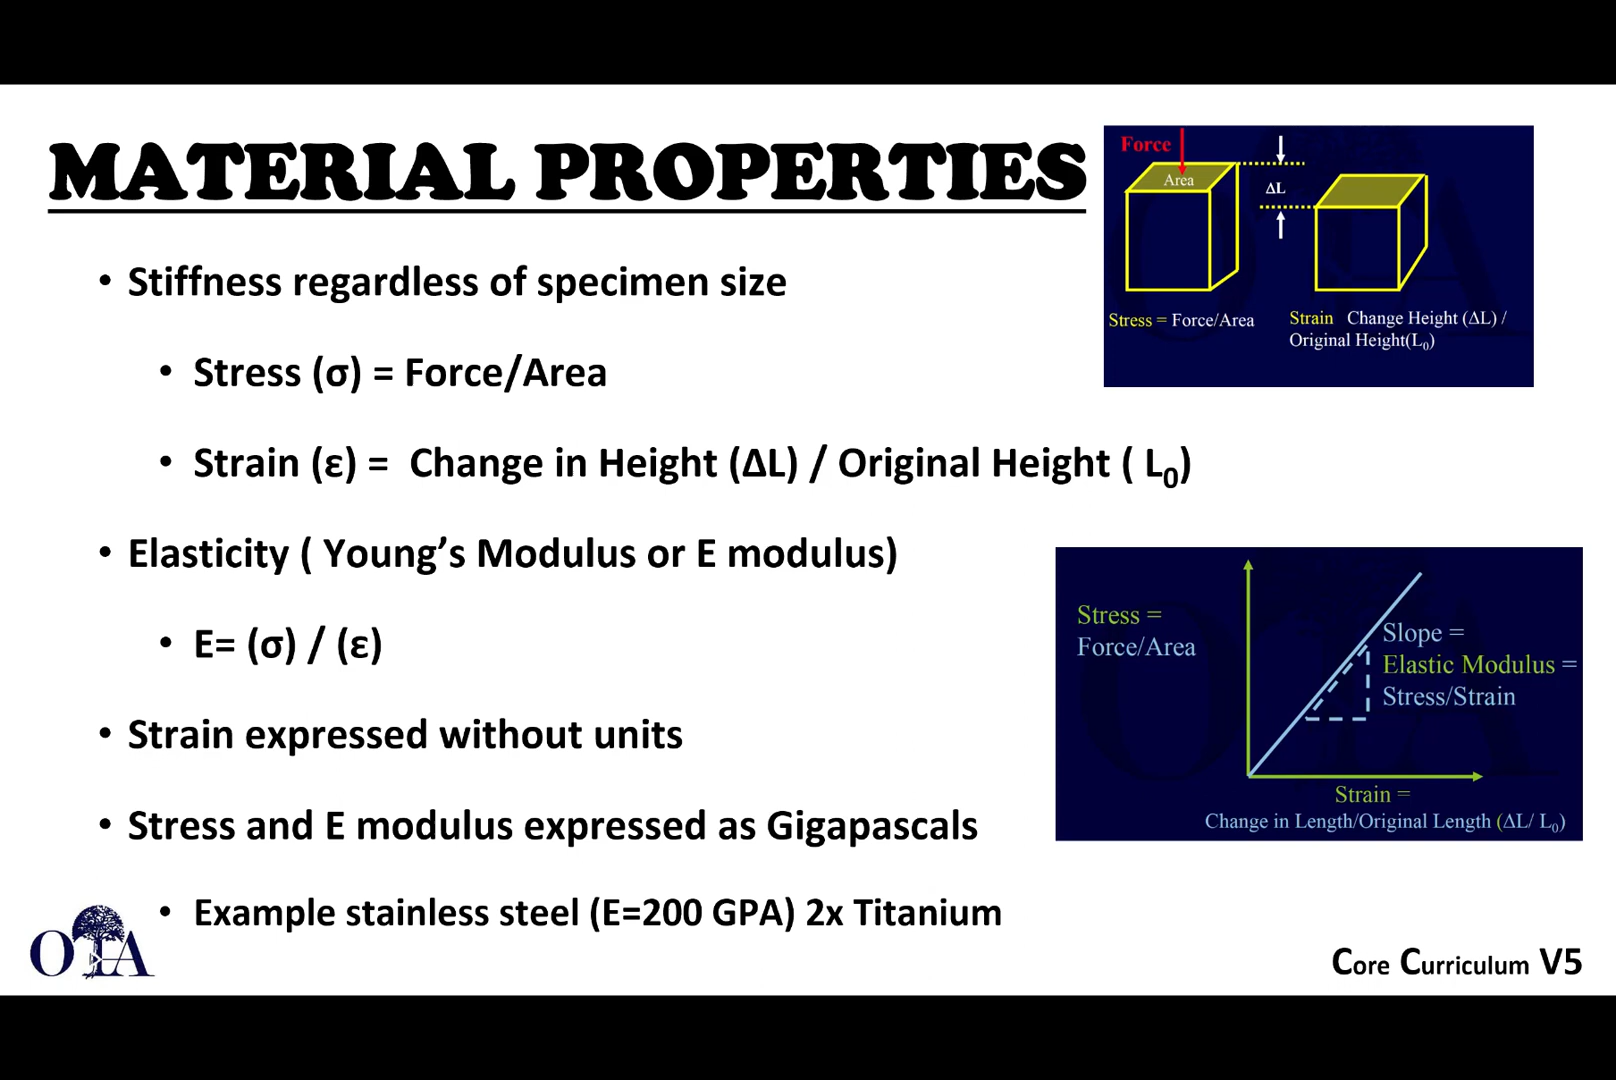 MATERIAL PROPERTIES
• Stiffness regardless of specimen size
• Stress (σ) = Force/Area
• Strain (ε) = Change in Height (ΔL) / Original Height ( L₀)
• Elasticity ( Young’s Modulus or E modulus)
• E= (σ) / (ε)
• Strain expressed without units
• Stress and E modulus expressed as Gigapascals
• Example stainless steel (E=200 GPA) 2x Titanium
Force
Area
ΔL
Stress = Force/Area
Strain Change Height (ΔL) /
Original Height(L₀)
Stress =
Force/Area
Slope =
Elastic Modulus =
Stress/Strain
Strain =
Change in Length/Original Length (ΔL/ L₀)
OTA
Core Curriculum V5